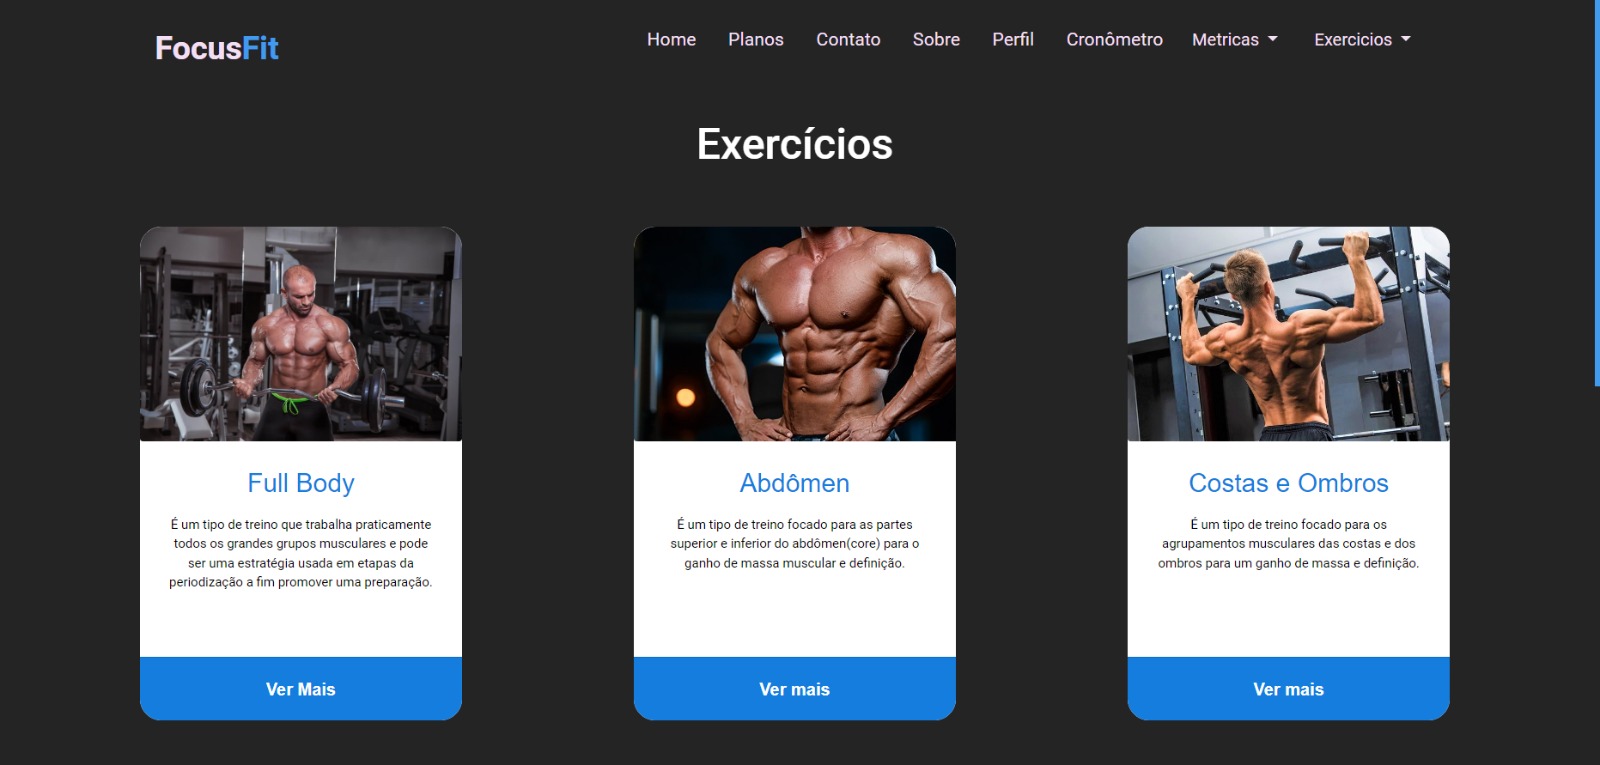 FocusFit
Home Planos Contato Sobre Perfil Cronômetro Metricas Exercicios
Exercícios
Full Body
É um tipo de treino que trabalha praticamente
todos os grandes grupos musculares e pode
ser uma estratégia usada em etapas da
periodização a fim promover uma preparação.
Ver Mais
Abdômen
É um tipo de treino focado para as partes
superior e inferior do abdômen(core) para o
ganho de massa muscular e definição.
Ver mais
Costas e Ombros
É um tipo de treino focado para os
agrupamentos musculares das costas e dos
ombros para um ganho de massa e definição.
Ver mais